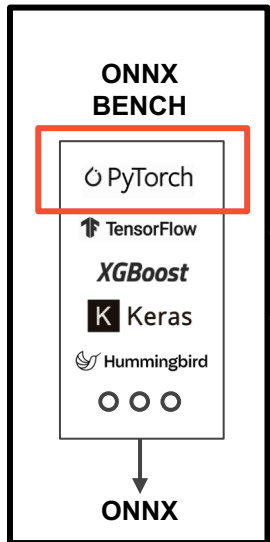 ONNX
BENCH
PyTorch
TensorFlow
XGBoost
K Keras
Hummingbird
ONNX